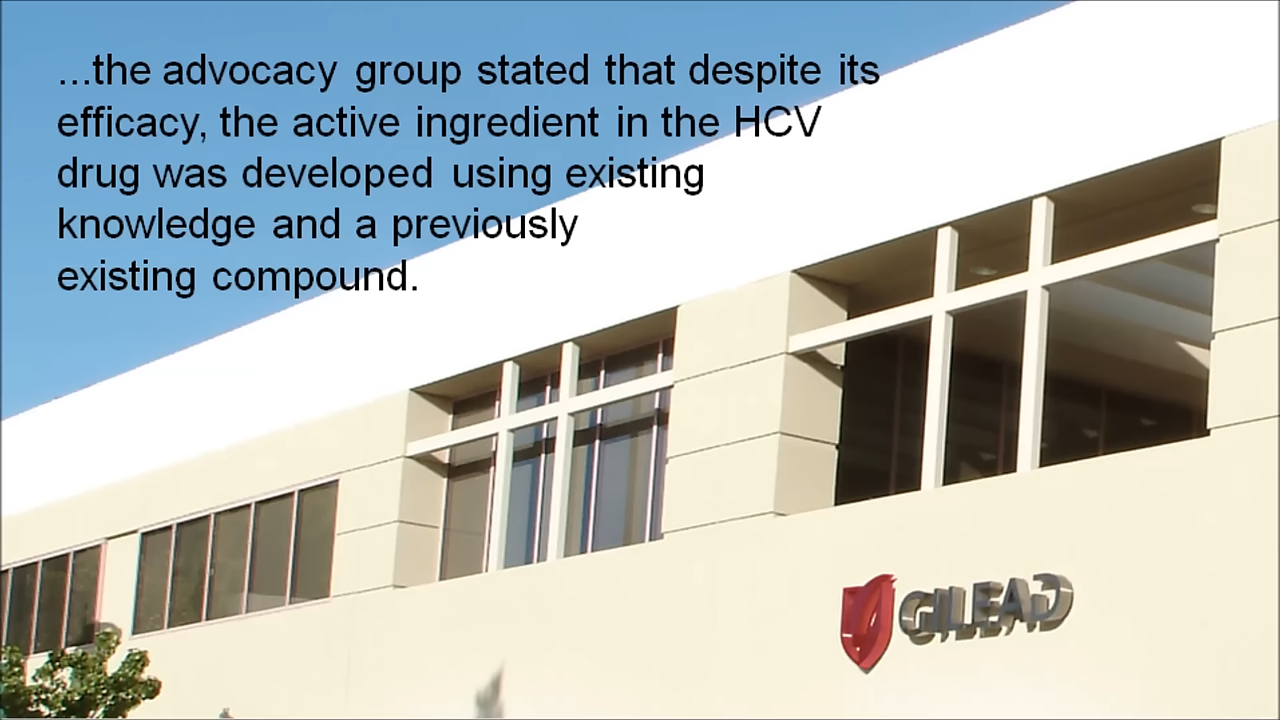 ...the advocacy group stated that despite its
efficacy, the active ingredient in the HCV
drug was developed using existing
knowledge and a previously
existing compound.
GILEAD